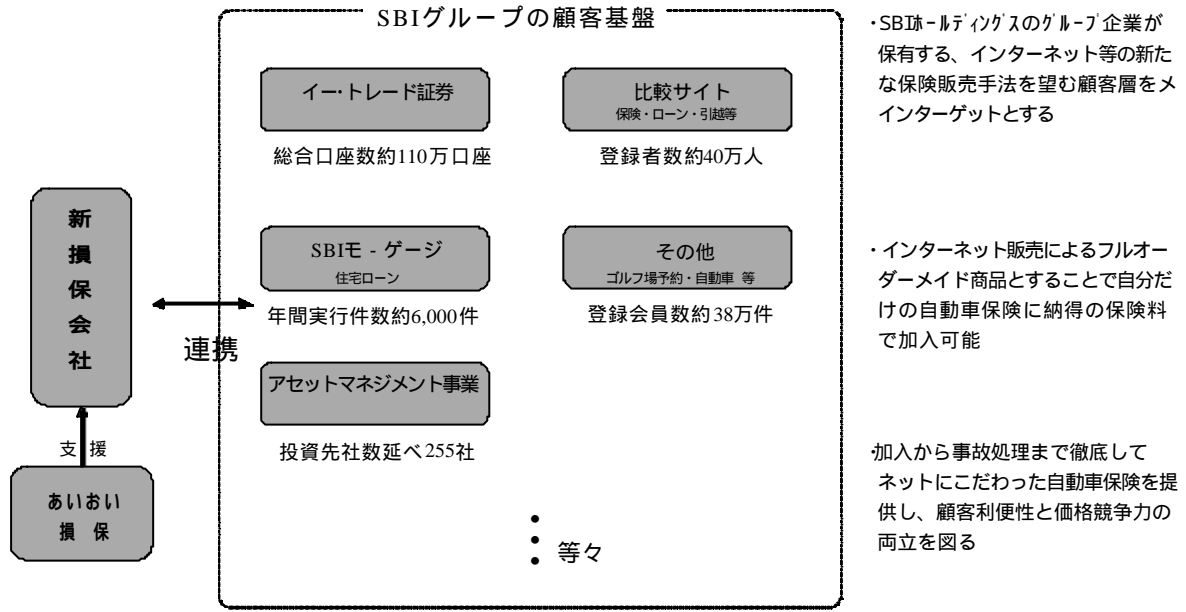 SBIグループの顧客基盤
イー・トレード証券
総合口座数約110万口座
比較サイト
保険・ローン・引越等
登録者数約40万人
SBIモ - ゲージ
住宅ローン
年間実行件数約6,000件
その他
ゴルフ場予約・自動車 等
登録会員数約38万件
アセットマネジメント事業
投資先社数延べ255社
・
・
・ 等々
新
損
保
会
社
連携
支 援
あいおい
損 保
・SBIﾎｰﾙﾃﾞｨﾝｸﾞｽのｸﾞﾙｰﾌﾟ企業が
保有する、インターネット等の新た
な保険販売手法を望む顧客層をメ
インターゲットとする
・インターネット販売によるフルオー
ダーメイド商品とすることで自分だ
けの自動車保険に納得の保険料
で加入可能
・加入から事故処理まで徹底して
ネットにこだわった自動車保険を提
供し、顧客利便性と価格競争力の
両立を図る